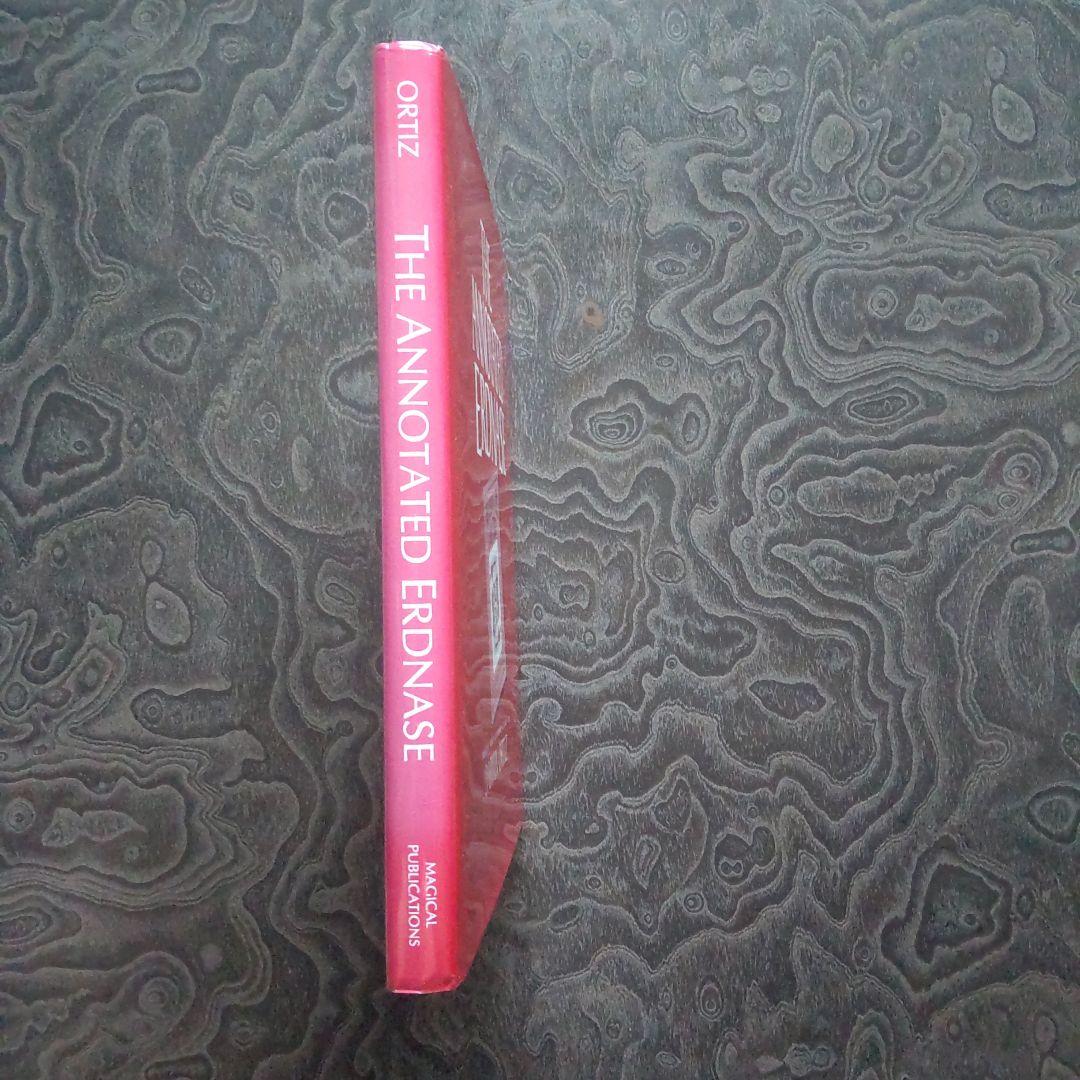 ORTIZ
THE ANNOTATED ERDNASE
MAGICAL
PUBLICATIONS